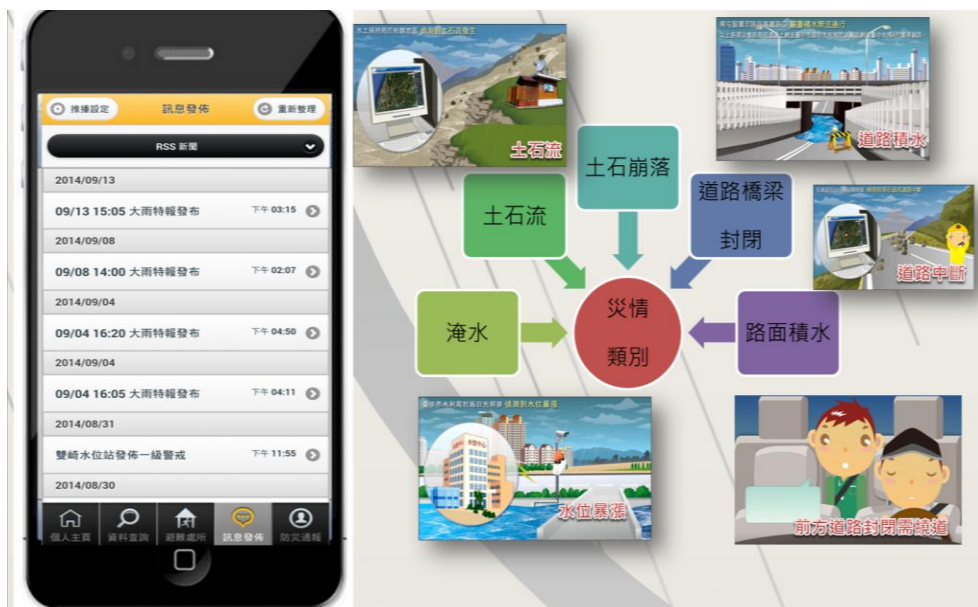 推播設定
訊息發佈
重新整理
RSS 新聞
2014/09/13
09/13 15:05 大雨特報發布
下午 03:15
2014/09/08
09/08 14:00 大雨特報發布
下午 02:07
2014/09/04
09/04 16:20 大雨特報發布
下午 04:50
2014/09/04
09/04 16:05 大雨特報發布
下午 04:11
2014/08/31
雙崎水位站發佈一級警戒
下午 11:55
2014/08/30
個人主頁
資料查詢
避難處所
訊息發佈
防災通報
土石流
道路積水
土石崩落
土石流
道路橋梁
封閉
道路中斷
淹水
災情
類別
路面積水
水位暴漲
前方道路封閉需繞道